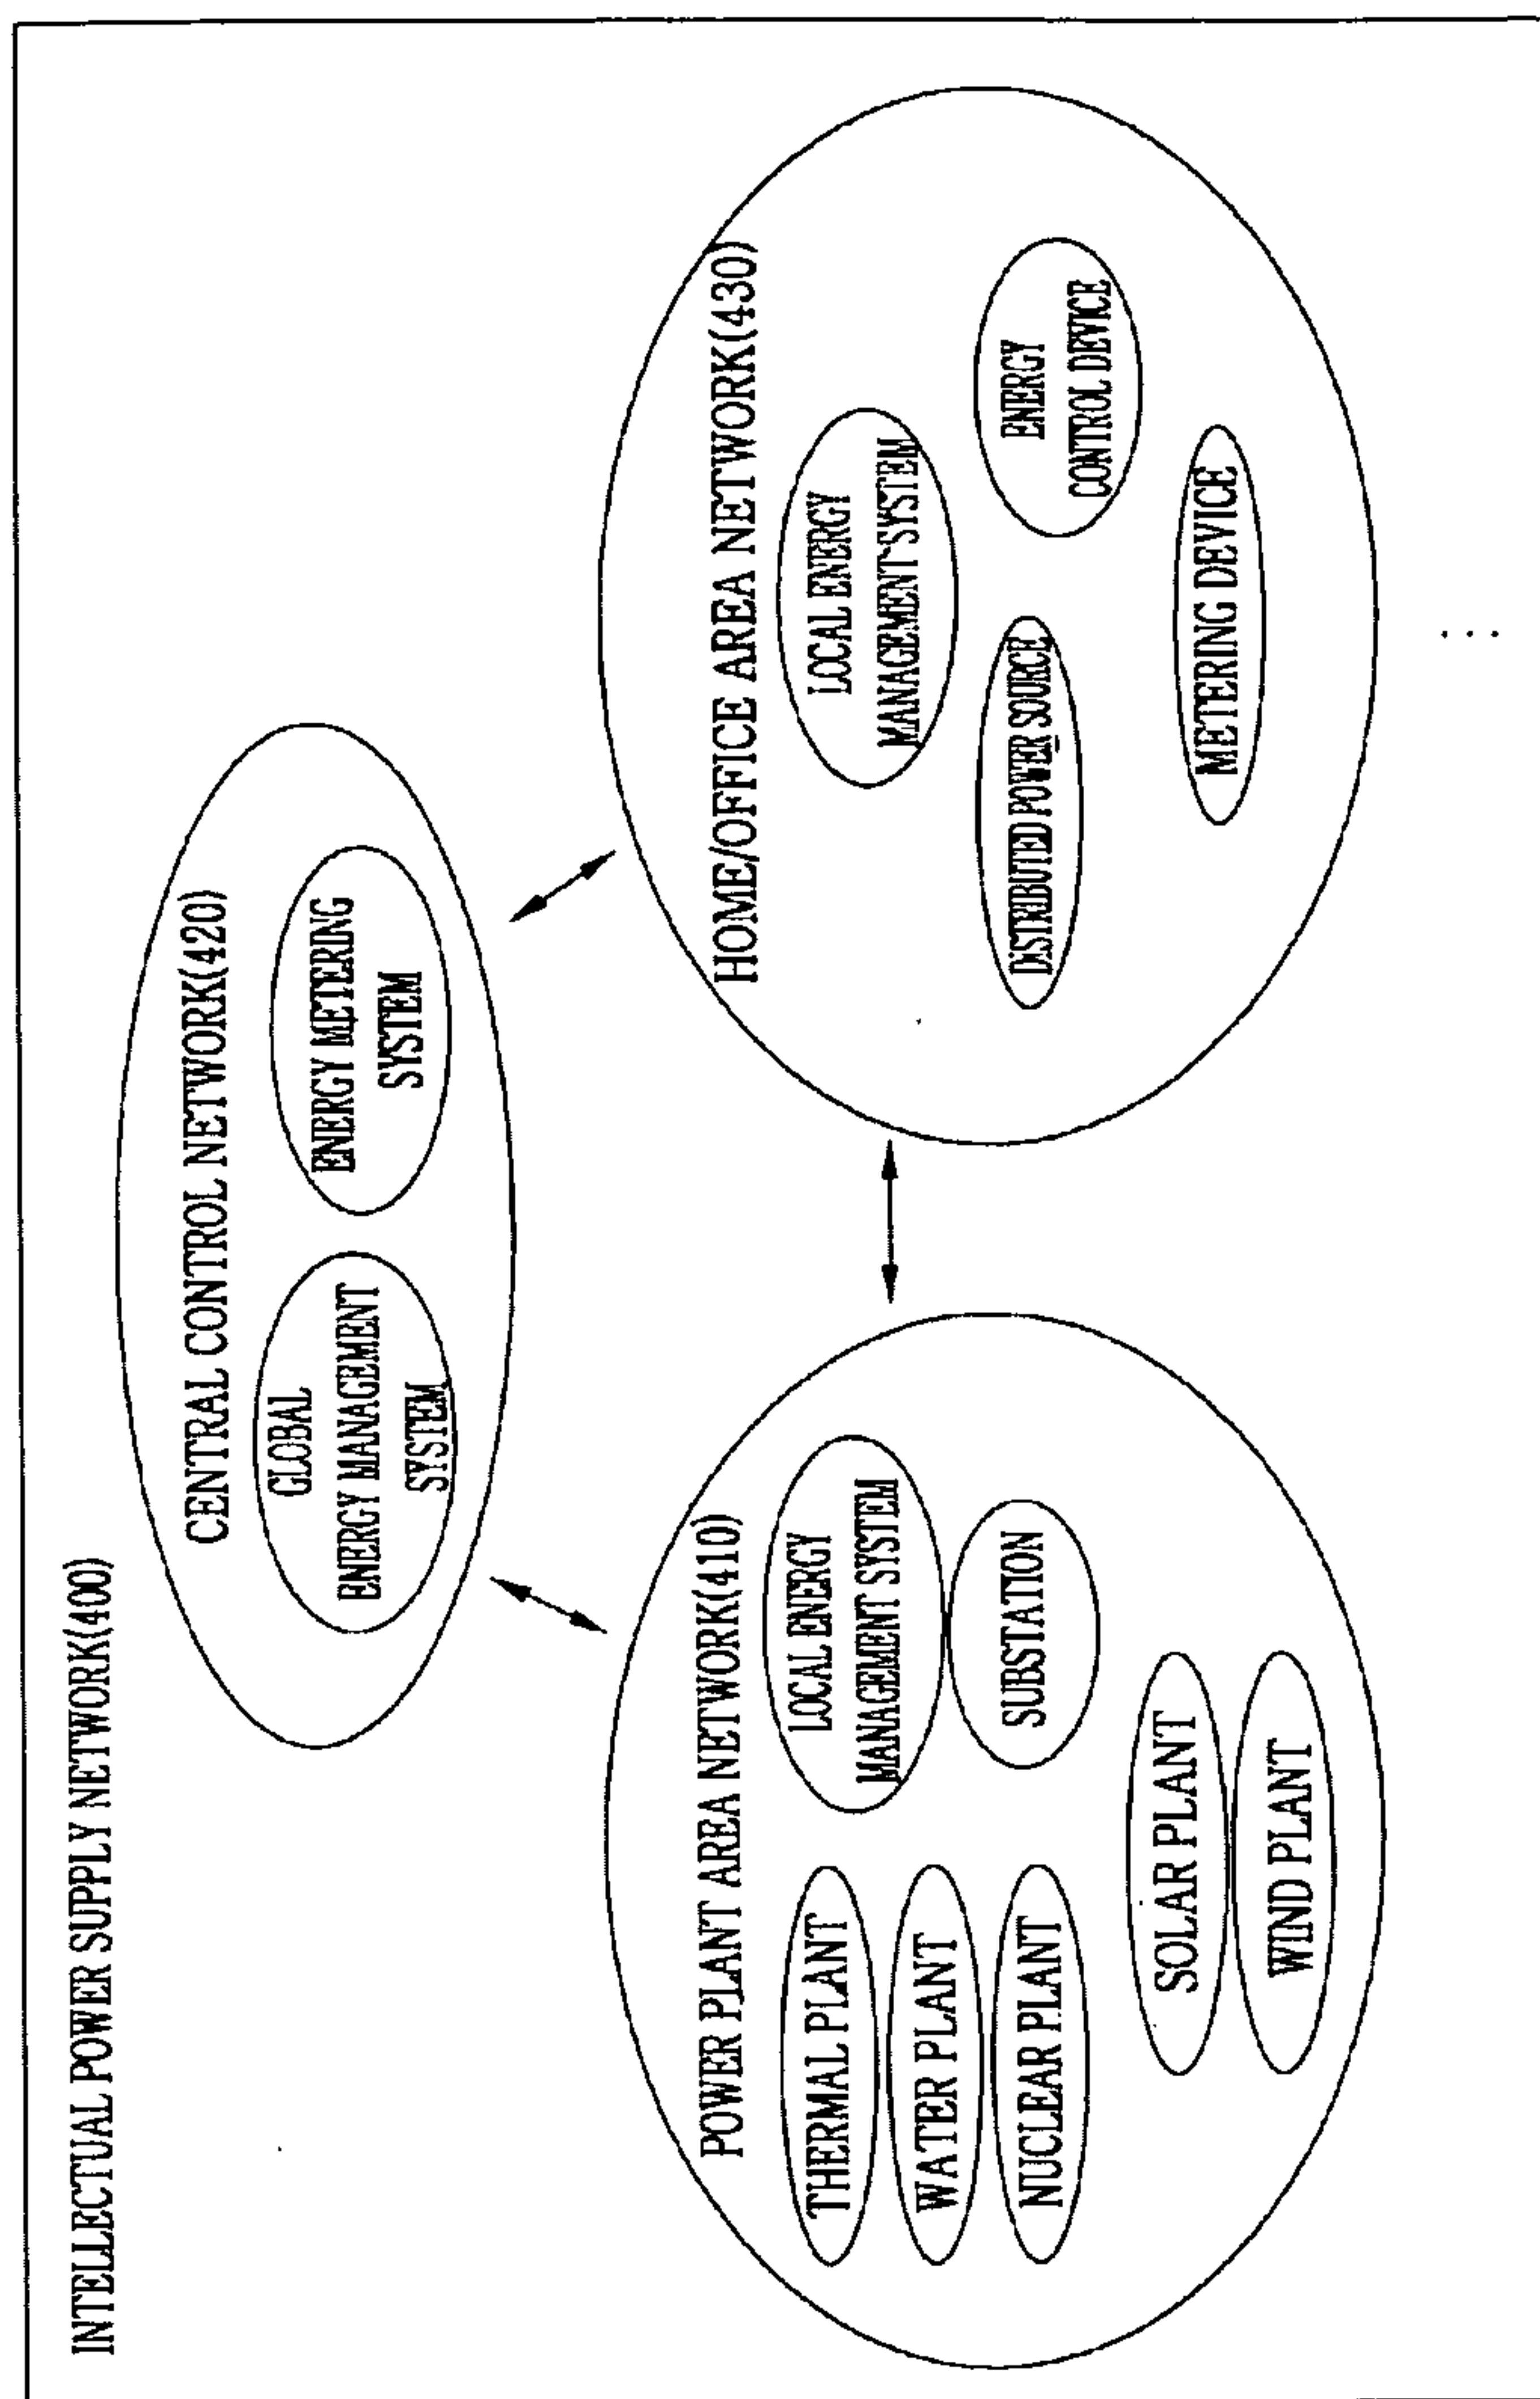 INTELLECTUAL POWER SUPPLY NETWORK(400)
CENTRAL CONTROL NETWORK(420)
GLOBAL
ENERGY MANAGEMENT
SYSTEM
ENERGY METERING
SYSTEM
POWER PLANT AREA NETWORK(410)
THERMAL PLANT
WATER PLANT
NUCLEAR PLANT
LOCAL ENERGY
MANAGEMENT SYSTEM
SUBSTATION
SOLAR PLANT
WIND PLANT
HOME/OFFICE AREA NETWORK(430)
LOCAL ENERGY
MANAGEMENT SYSTEM
DISTRIBUTED POWER SOURCE
ENERGY
CONTROL DEVICE
METERING DEVICE
...